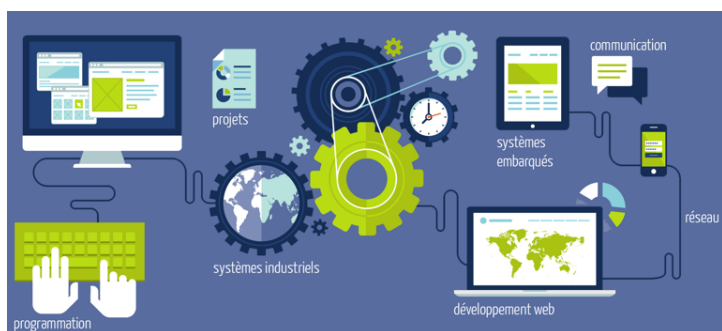 communication
projets
systèmes
embarqués
réseau
systèmes industriels
développement web
programmation